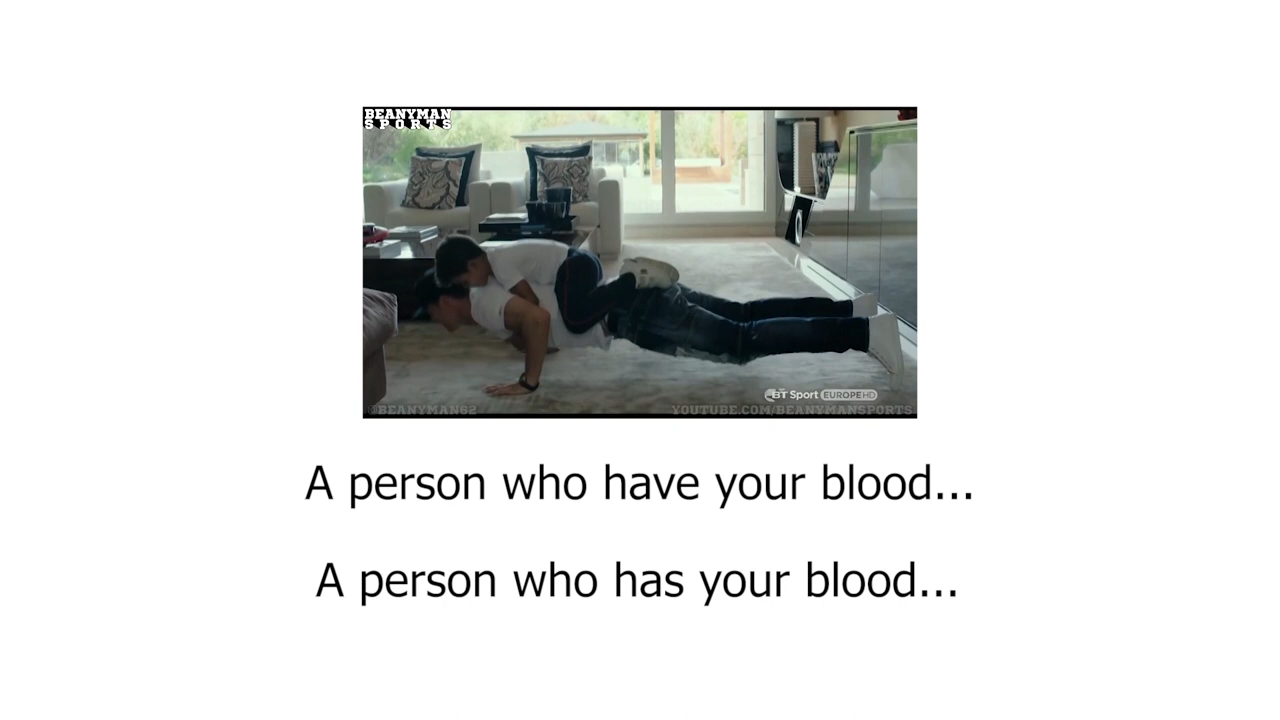 BEANYMAN
SPORTS
BT Sport EUROPE HD
@BEANYMAN62
YOUTUBE.COM/BEANYMANSPORTS
A person who have your blood...
A person who has your blood...